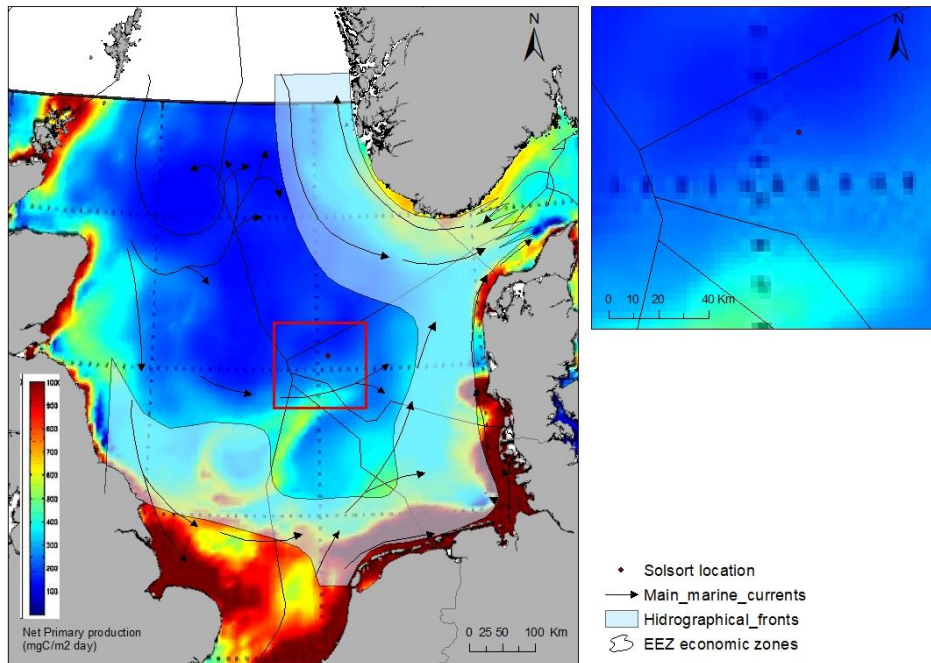 N
1000
900
800
700
600
500
400
300
200
100
Net Primary production
(mgC/m2 day)
0 25 50 100 Km
N
0 10 20 40 Km
Solsort location
Main_marine_currents
Hidrographical_fronts
EEZ economic zones